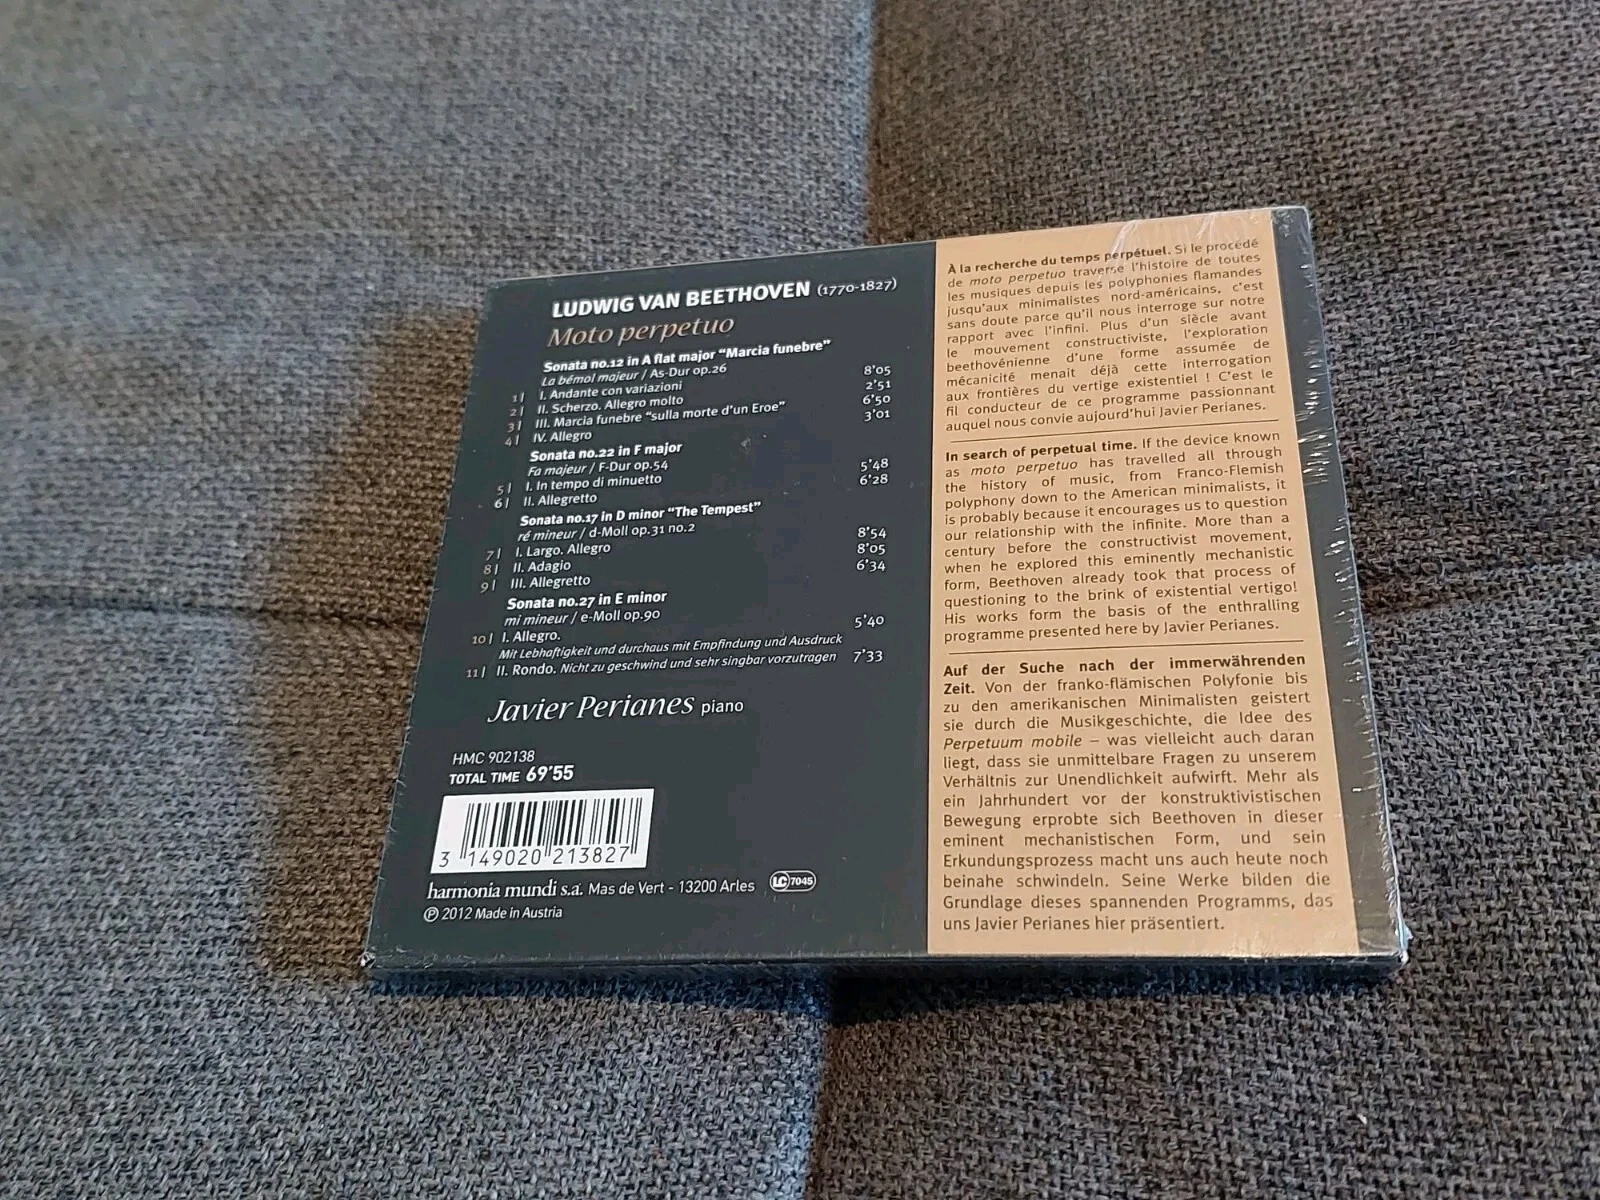 LUDWIG VAN BEETHOVEN (1770-1827)
Moto perpetuo
Sonata no.12 in A flat major “Marcia funebre”
La bémol majeur / As-Dur op.26
1| I. Andante con variazioni 8'05
2| II. Scherzo. Allegro molto 2'51
3| III. Marcia funebre “sulla morte d'un Eroe” 6'50
4| IV. Allegro 3'01
Sonata no.22 in F major
Fa majeur / F-Dur op.54
5| I. In tempo di minuetto 5'48
6| II. Allegretto 6'28
Sonata no.17 in D minor “The Tempest”
ré mineur / d-Moll op.31 no.2
7| I. Largo. Allegro 8'54
8| II. Adagio 8'05
9| III. Allegretto 6'34
Sonata no.27 in E minor
mi mineur / e-Moll op.90
10| I. Allegro. 5'40
Mit Lebhaftigkeit und durchaus mit Empfindung und Ausdruck
11| II. Rondo. Nicht zu geschwind und sehr singbar vorzutragen 7'33
Javier Perianes piano
HMC 902138
TOTAL TIME 69'55
3 149020 213827
harmonia mundi s.a. Mas de Vert - 13200 Arles LC 7045
℗ 2012 Made in Austria
À la recherche du temps perpétuel. Si le procédé
de moto perpetuo traverse l'histoire de toutes
les musiques depuis les polyphonies flamandes
jusqu'aux minimalistes nord-américains, c'est
sans doute parce qu'il nous interroge sur notre
rapport avec l'infini. Plus d'un siècle avant
le mouvement constructiviste, l'exploration
beethovénienne d'une forme assumée de
mécanicité menait déjà cette interrogation
aux frontières du vertige existentiel ! C'est le
fil conducteur de ce programme passionnant
auquel nous convie aujourd'hui Javier Perianes.
In search of perpetual time. If the device known
as moto perpetuo has travelled all through
the history of music, from Franco-Flemish
polyphony down to the American minimalists, it
is probably because it encourages us to question
our relationship with the infinite. More than a
century before the constructivist movement,
when he explored this eminently mechanistic
form, Beethoven already took that process of
questioning to the brink of existential vertigo!
His works form the basis of the enthralling
programme presented here by Javier Perianes.
Auf der Suche nach der immerwährenden
Zeit. Von der franko-flämischen Polyfonie bis
zu den amerikanischen Minimalisten geistert
sie durch die Musikgeschichte, die Idee des
Perpetuum mobile – was vielleicht auch daran
liegt, dass sie unmittelbare Fragen zu unserem
Verhältnis zur Unendlichkeit aufwirft. Mehr als
ein Jahrhundert vor der konstruktivistischen
Bewegung erprobte sich Beethoven in dieser
eminent mechanistischen Form, und sein
Erkundungsprozess macht uns auch heute noch
beinahe schwindeln. Seine Werke bilden die
Grundlage dieses spannenden Programms, das
uns Javier Perianes hier präsentiert.